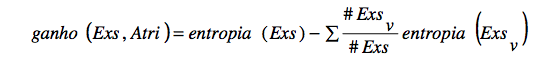 ganho (Exs, Atri) = entropia (Exs) − Σ # Exs_v / # Exs entropia (Exs_v)